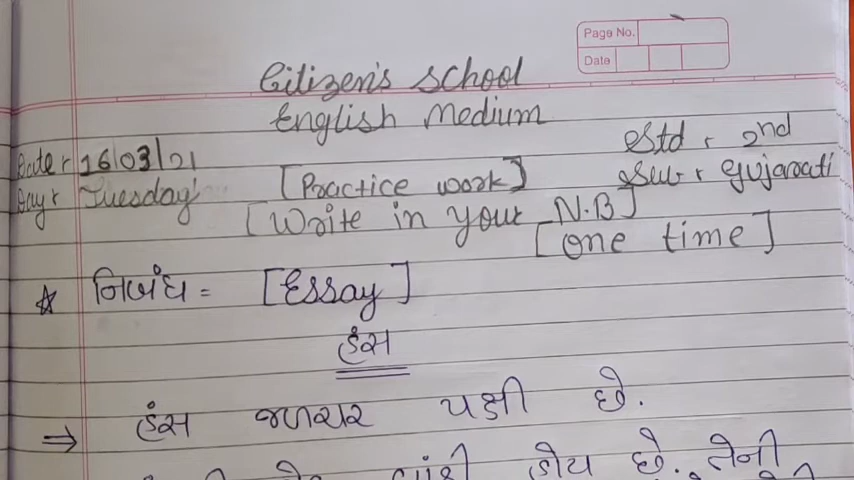 Page No.
Date
Citizen's School
English Medium
Date: 16/03/21
Std : 2nd
Day: Tuesday
[Practice work]
Sub : Gujarati
[Write in your N.B]
[one time]
☆ નિબંધ = [Essay]
હંસ
⇒ હંસ જળચર પક્ષી છે.
લાંબી હોય છે. તેની